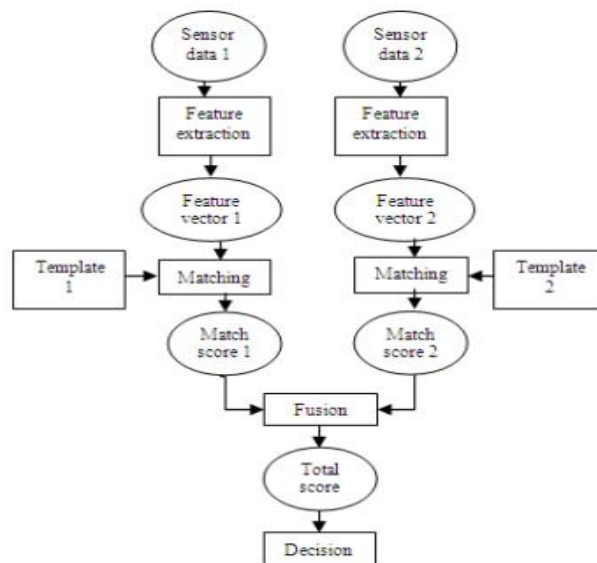 Sensor
data 1
Sensor
data 2
Feature
extraction
Feature
extraction
Feature
vector 1
Feature
vector 2
Template
1
Matching
Matching
Template
2
Match
score 1
Match
score 2
Fusion
Total
score
Decision